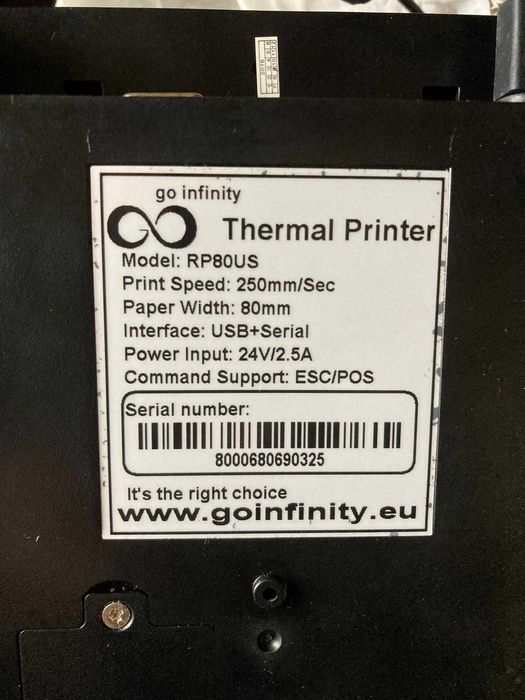 go infinity
Thermal Printer
Model: RP80US
Print Speed: 250mm/Sec
Paper Width: 80mm
Interface: USB+Serial
Power Input: 24V/2.5A
Command Support: ESC/POS
Serial number:
8000680690325
It's the right choice
www.goinfinity.eu